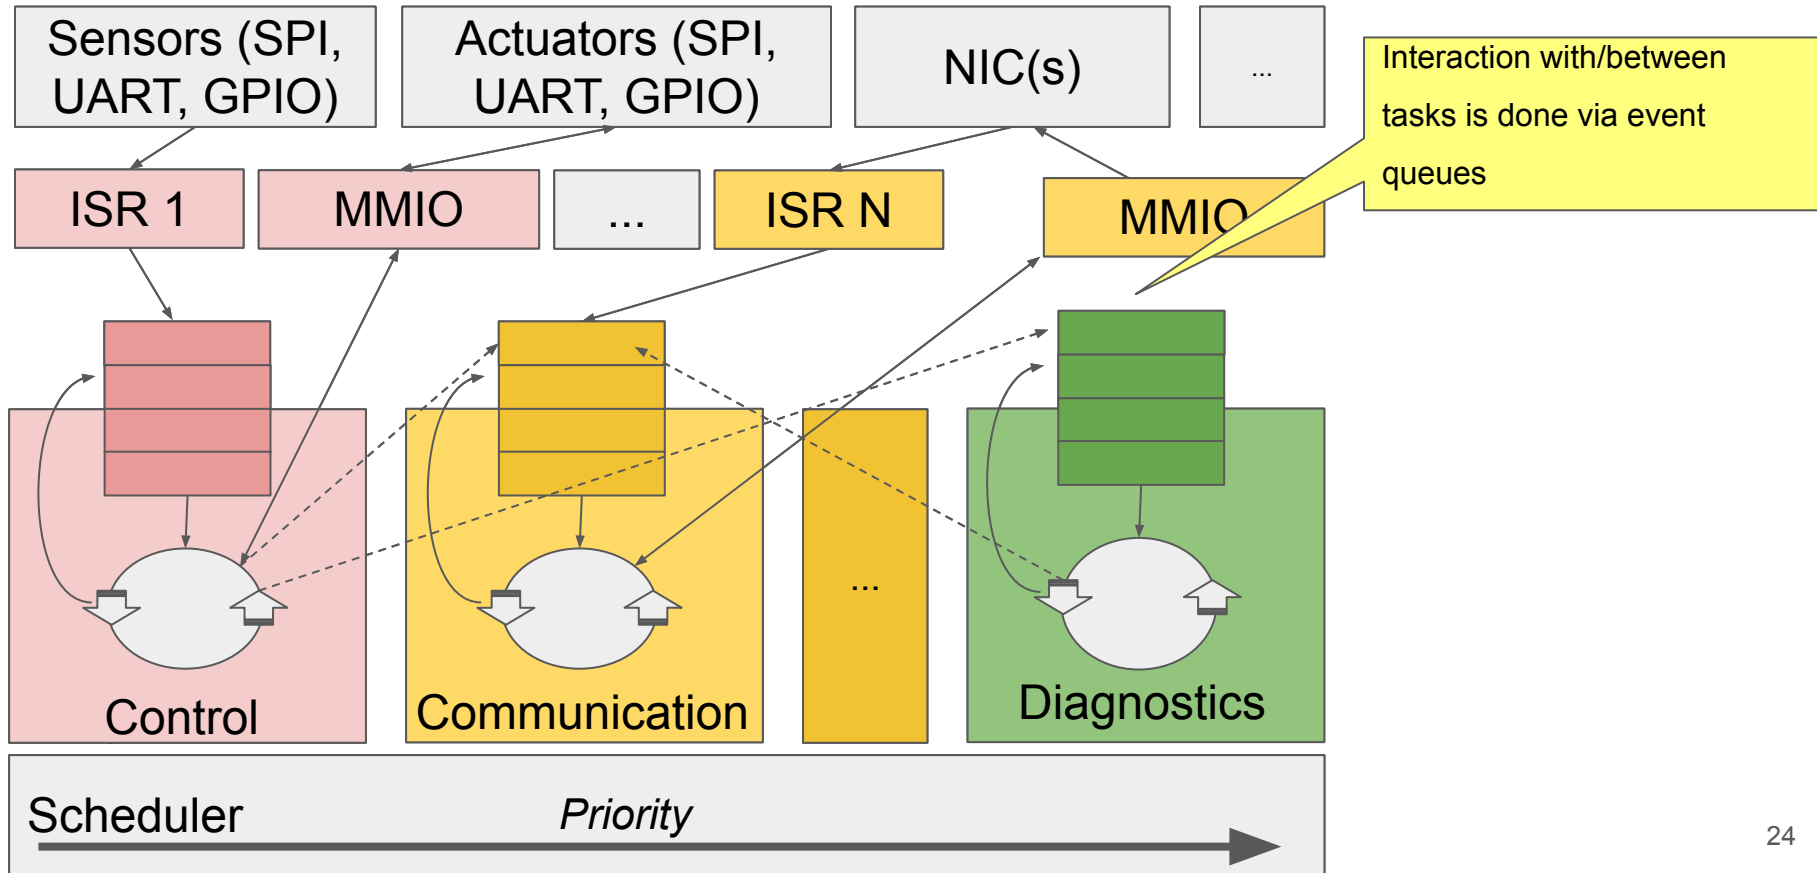 Sensors (SPI,
UART, GPIO)
Actuators (SPI,
UART, GPIO)
NIC(s)
...
Interaction with/between
tasks is done via event
queues
ISR 1
MMIO
...
ISR N
MMIO
...
Control
Communication
Diagnostics
Scheduler
Priority
24